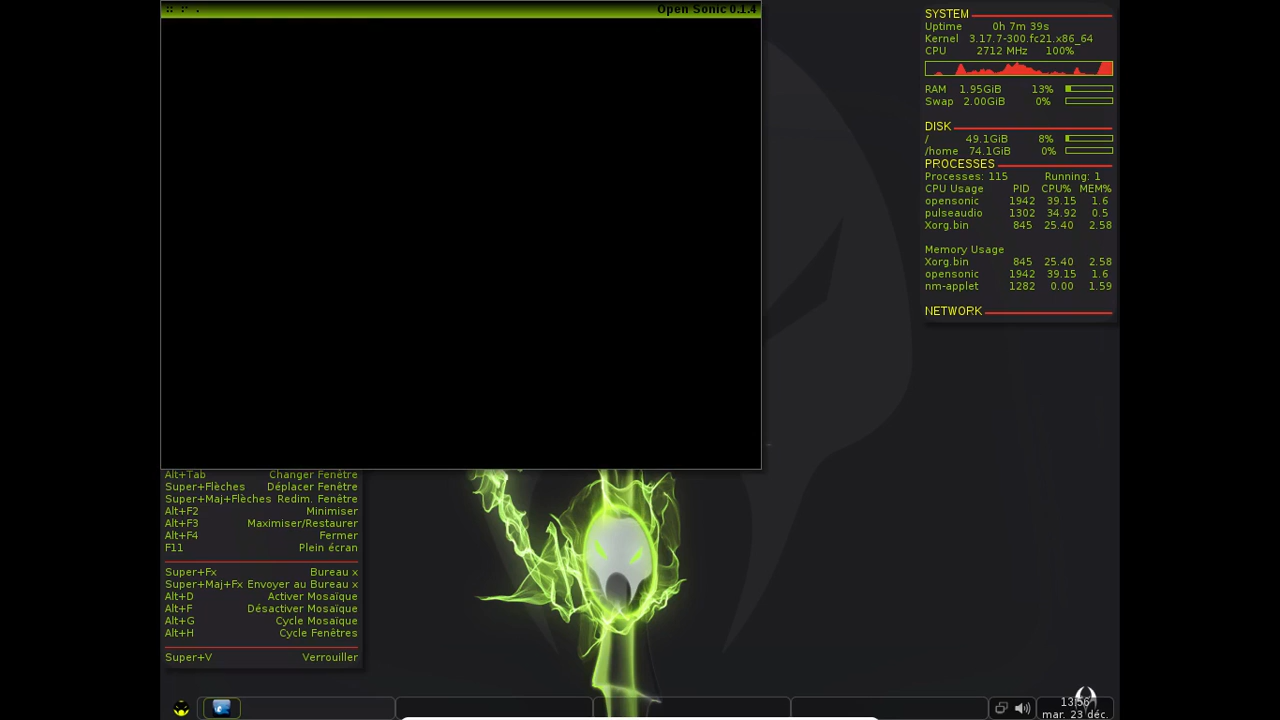 Open Sonic 0.1.4
SYSTEM
Uptime 0h 7m 39s
Kernel 3.17.7-300.fc21.x86_64
CPU 2712 MHz 100%
RAM 1.95GiB 13%
Swap 2.00GiB 0%
DISK
/ 49.1GiB 8%
/home 74.1GiB 0%
PROCESSES
Processes: 115 Running: 1
CPU Usage PID CPU% MEM%
opensonic 1942 39.15 1.6
pulseaudio 1302 34.92 0.5
Xorg.bin 845 25.40 2.58
Memory Usage
Xorg.bin 845 25.40 2.58
opensonic 1942 39.15 1.6
nm-applet 1282 0.00 1.59
NETWORK
Alt+Tab Changer Fenêtre
Super+Flèches Déplacer Fenêtre
Super+Maj+Flèches Redim. Fenêtre
Alt+F2 Minimiser
Alt+F3 Maximiser/Restaurer
Alt+F4 Fermer
F11 Plein écran
Super+Fx Bureau x
Super+Maj+Fx Envoyer au Bureau x
Alt+D Activer Mosaïque
Alt+F Désactiver Mosaïque
Alt+G Cycle Mosaïque
Alt+H Cycle Fenêtres
Super+V Verrouiller
13:56
mar. 23 déc.